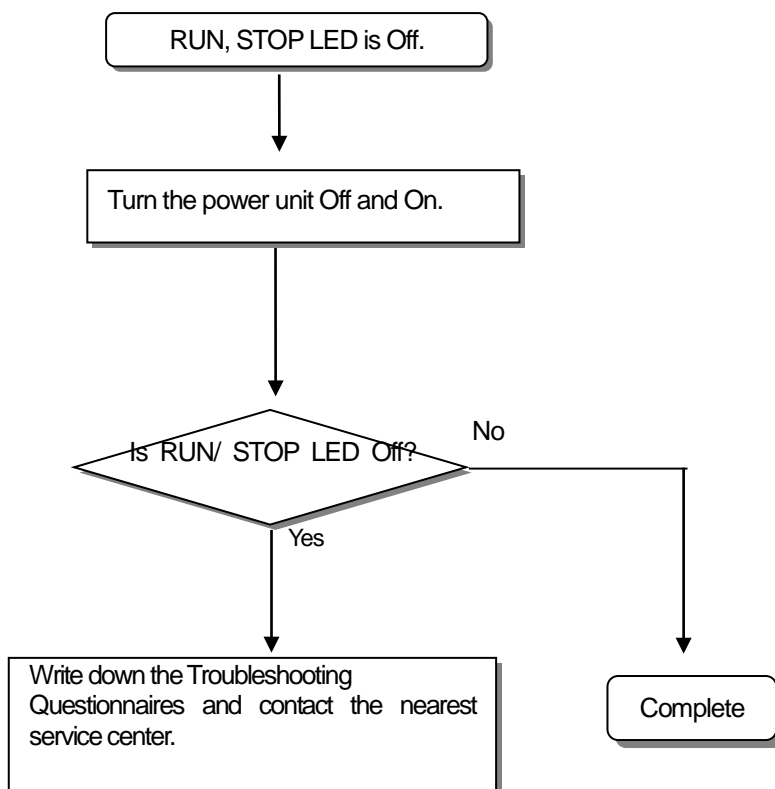 RUN, STOP LED is Off.
Turn the power unit Off and On.
Is RUN/ STOP LED Off?
No
Yes
Write down the Troubleshooting
Questionnaires and contact the nearest
service center.
Complete